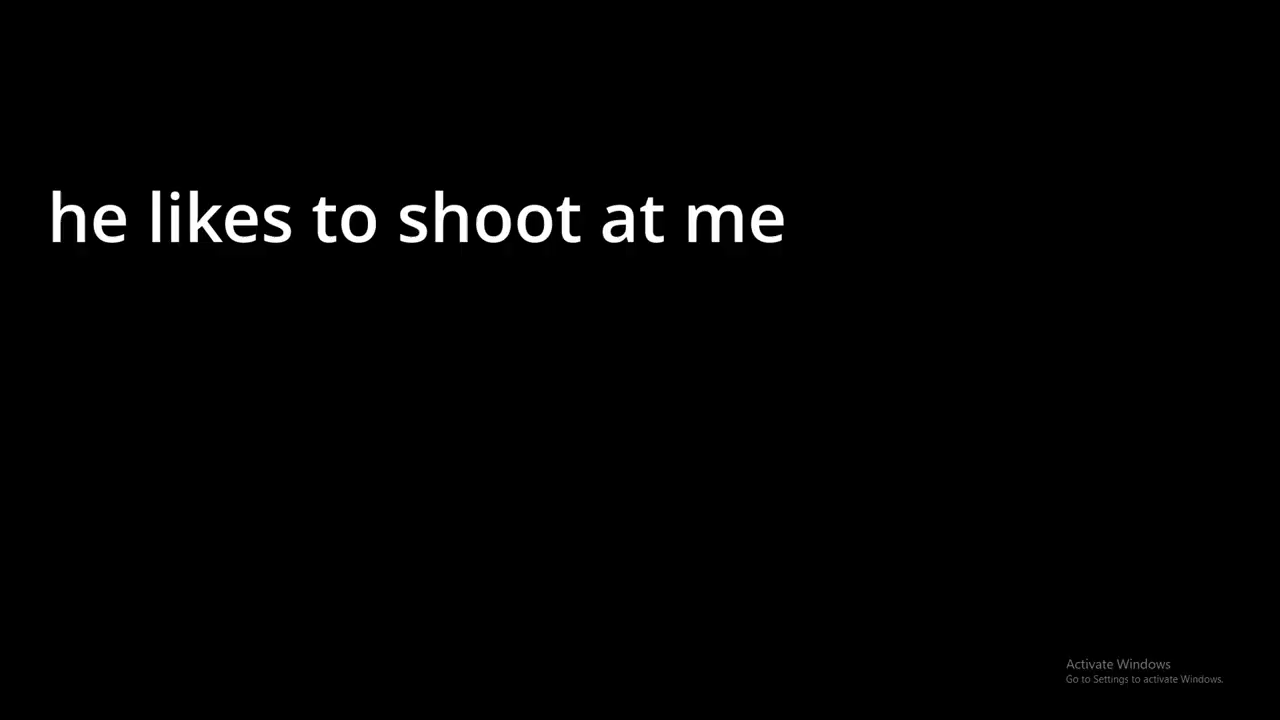 he likes to shoot at me
Activate Windows
Go to Settings to activate Windows.